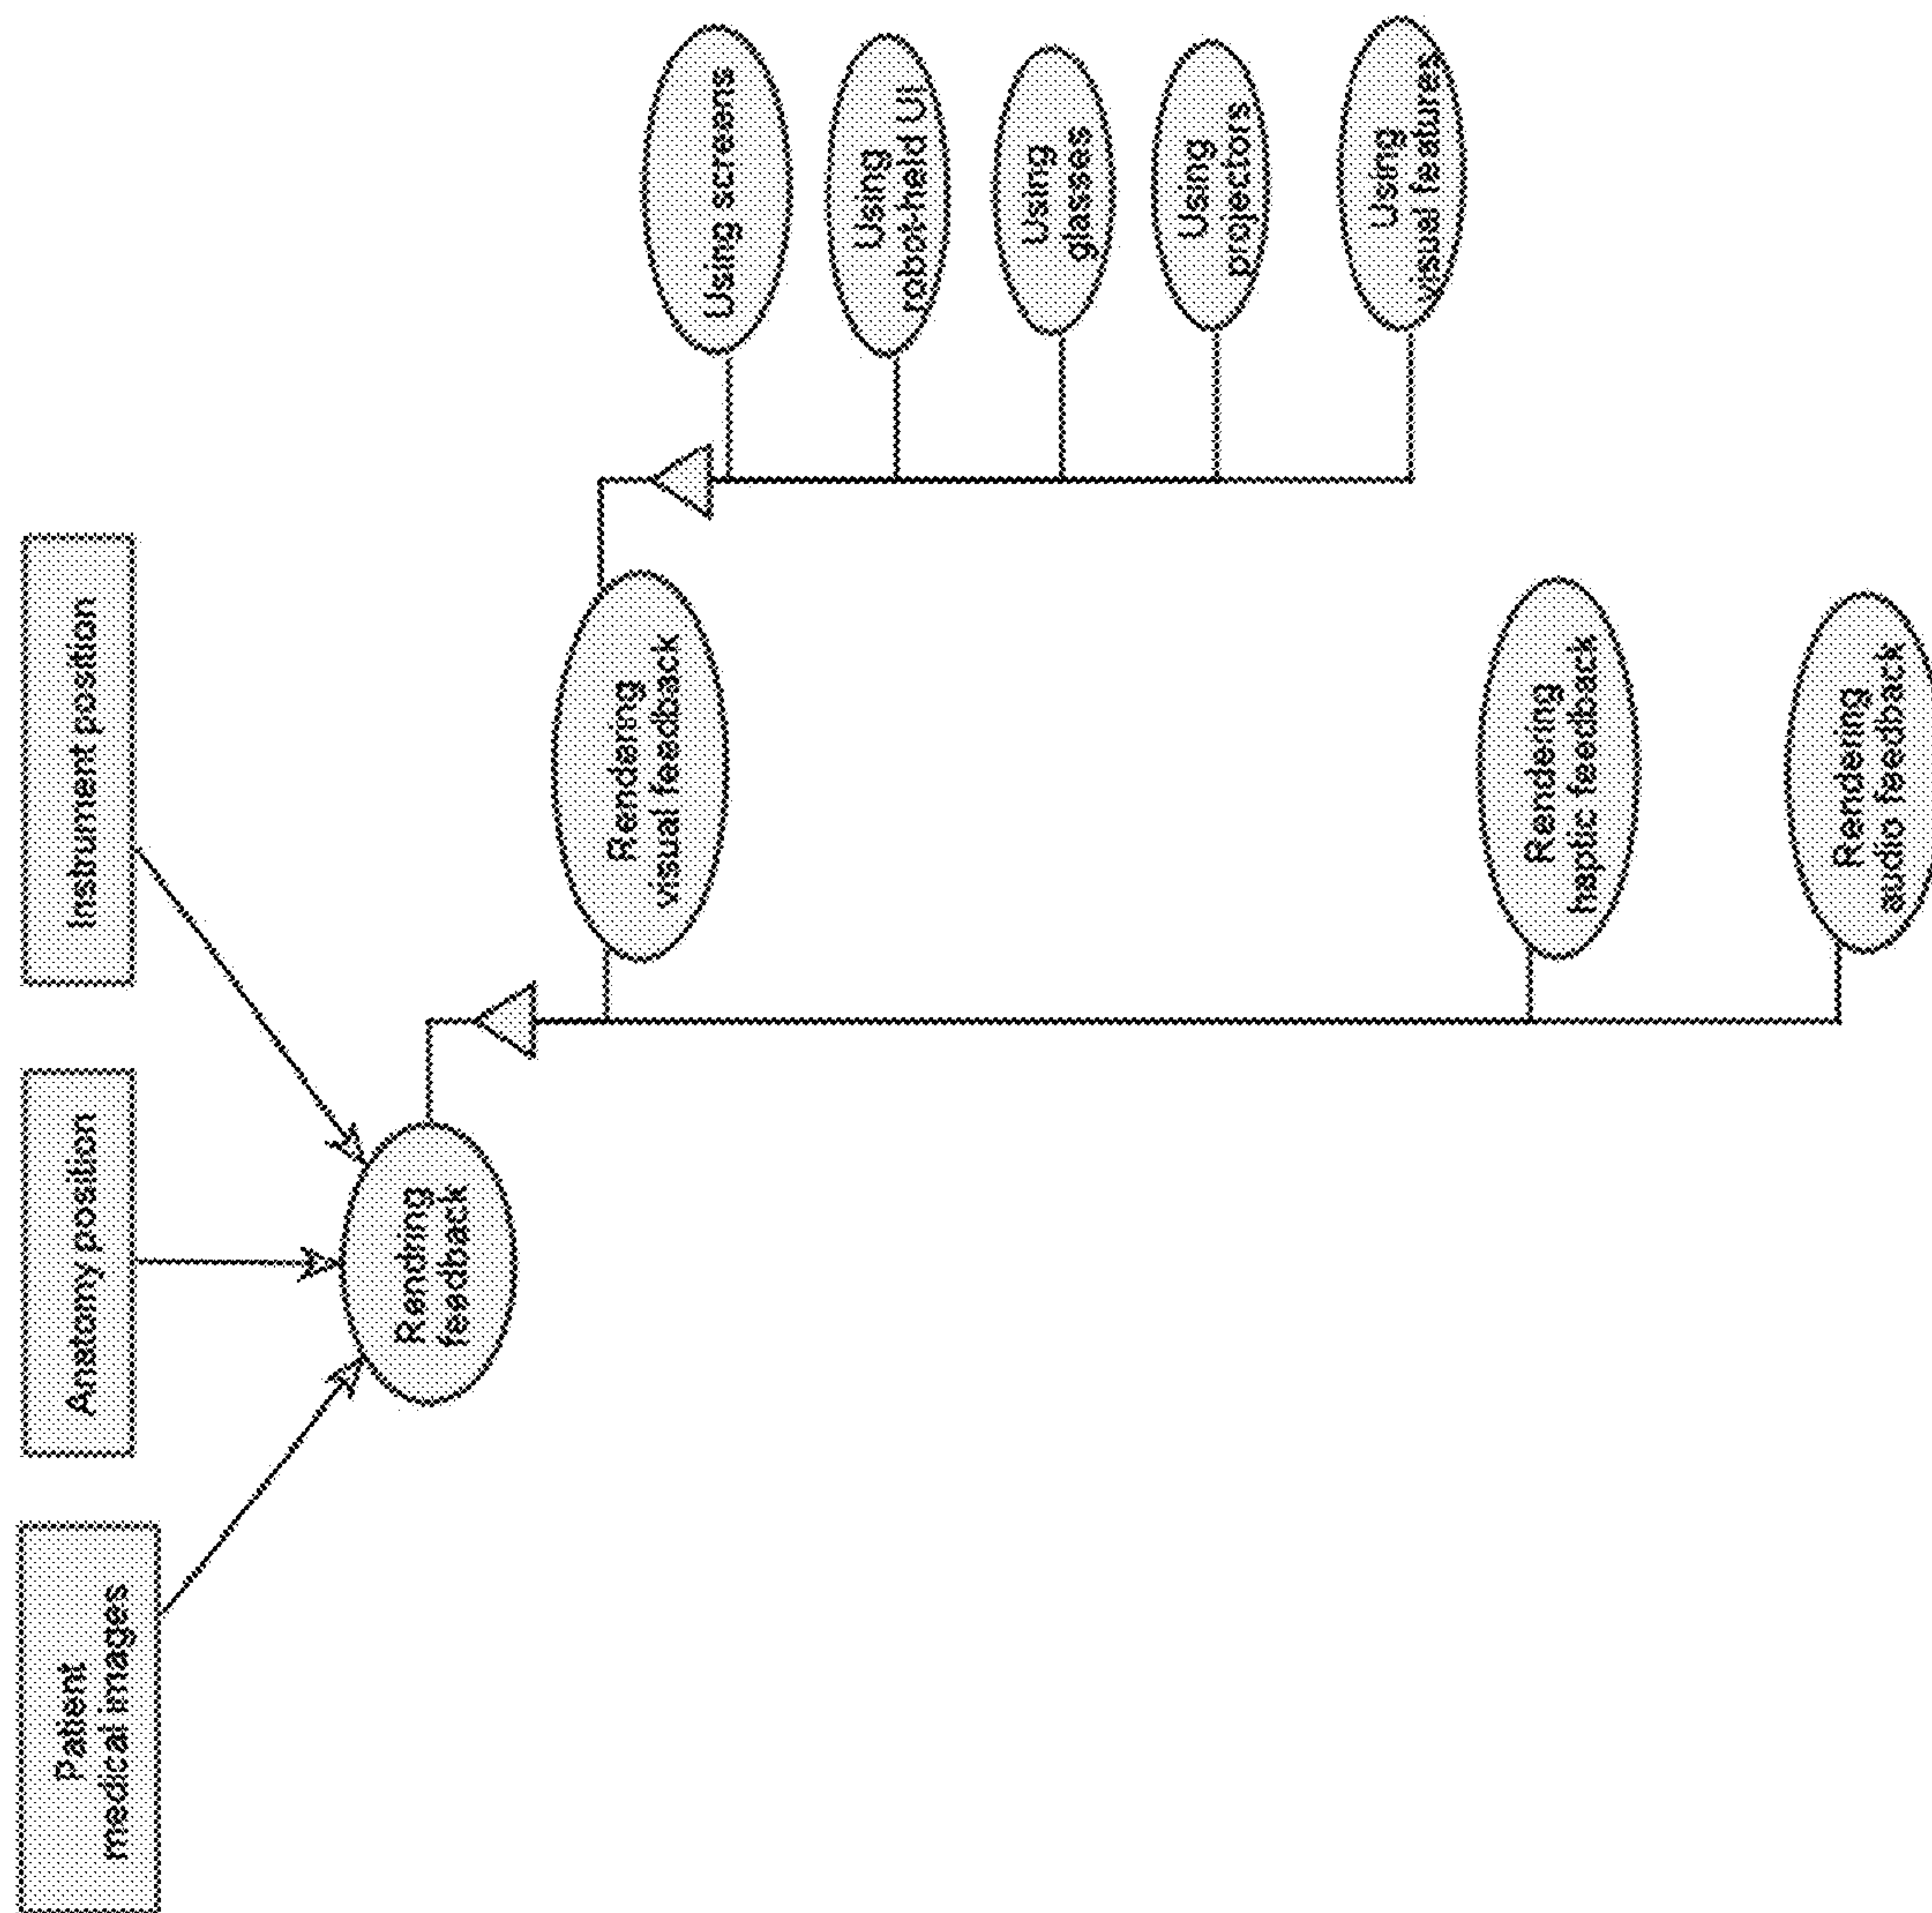 Patient
medical images
Anatomy position
Instrument position
Rending
feedback
Rendering
visual feedback
Using screens
Using
robot-held UI
Using
glasses
Using
projectors
Using
visual features
Rendering
haptic feedback
Rendering
audio feedback